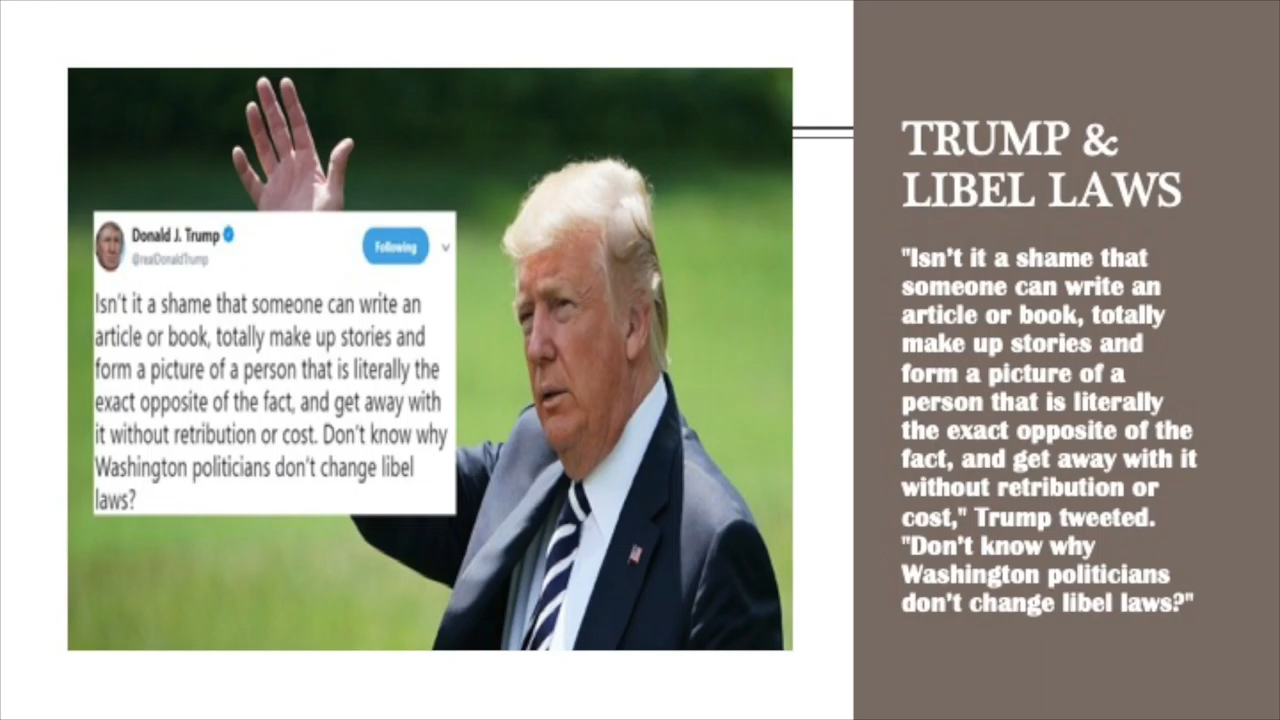 Donald J. Trump
Following
@realDonaldTrump
Isn't it a shame that someone can write an
article or book, totally make up stories and
form a picture of a person that is literally the
exact opposite of the fact, and get away with
it without retribution or cost. Don't know why
Washington politicians don't change libel
laws?
TRUMP &
LIBEL LAWS
"Isn't it a shame that
someone can write an
article or book, totally
make up stories and
form a picture of a
person that is literally
the exact opposite of the
fact, and get away with it
without retribution or
cost," Trump tweeted.
"Don't know why
Washington politicians
don't change libel laws?"